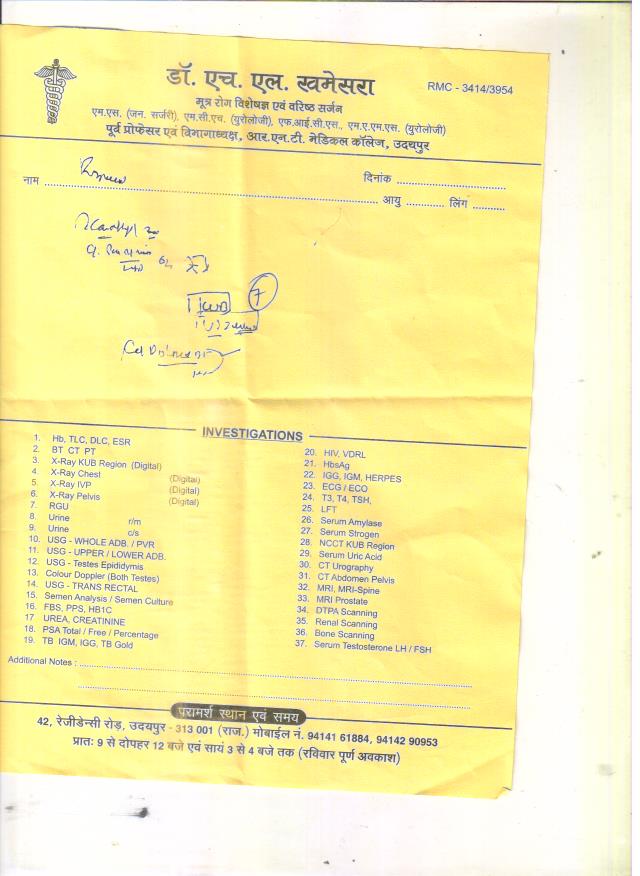 डॉ. एच. एल. खमेसरा
RMC - 3414/3954
मूत्र रोग विशेषज्ञ एवं वरिष्ठ सर्जन
एम.एस. (जन. सर्जरी), एम.सी.एच. (युरोलोजी), एफ.आई.सी.एस., एम.ए.एम.एस. (युरोलोजी)
पूर्व प्रोफेसर एवं विभागाध्यक्ष, आर.एन.टी. मेडिकल कॉलेज, उदयपुर
नाम दिनांक
आयु लिंग
7
INVESTIGATIONS
1. Hb, TLC, DLC, ESR
2. BT CT PT
3. X-Ray KUB Region (Digital)
4. X-Ray Chest (Digital)
5. X-Ray IVP (Digital)
6. X-Ray Pelvis (Digital)
7. RGU
8. Urine r/m
9. Urine c/s
10. USG - WHOLE ADB. / PVR
11. USG - UPPER / LOWER ADB.
12. USG - Testes Epididymis
13. Colour Doppler (Both Testes)
14. USG - TRANS RECTAL
15. Semen Analysis / Semen Culture
16. FBS, PPS, HB1C
17 UREA, CREATININE
18. PSA Total / Free / Percentage
19. TB IGM, IGG, TB Gold
20. HIV, VDRL
21. HbsAg
22. IGG, IGM, HERPES
23. ECG / ECO
24. T3, T4, TSH,
25. LFT
26. Serum Amylase
27. Serum Strogen
28. NCCT KUB Region
29. Serum Uric Acid
30. CT Urography
31. CT Abdomen Pelvis
32. MRI, MRI-Spine
33. MRI Prostate
34. DTPA Scanning
35. Renal Scanning
36. Bone Scanning
37. Serum Testosterone LH / FSH
Additional Notes :
परामर्श स्थान एवं समय
42, रेजीडेन्सी रोड़, उदयपुर - 313 001 (राज.) मोबाईल नं. 94141 61884, 94142 90953
प्रातः 9 से दोपहर 12 बजे एवं सायं 3 से 4 बजे तक (रविवार पूर्ण अवकाश)